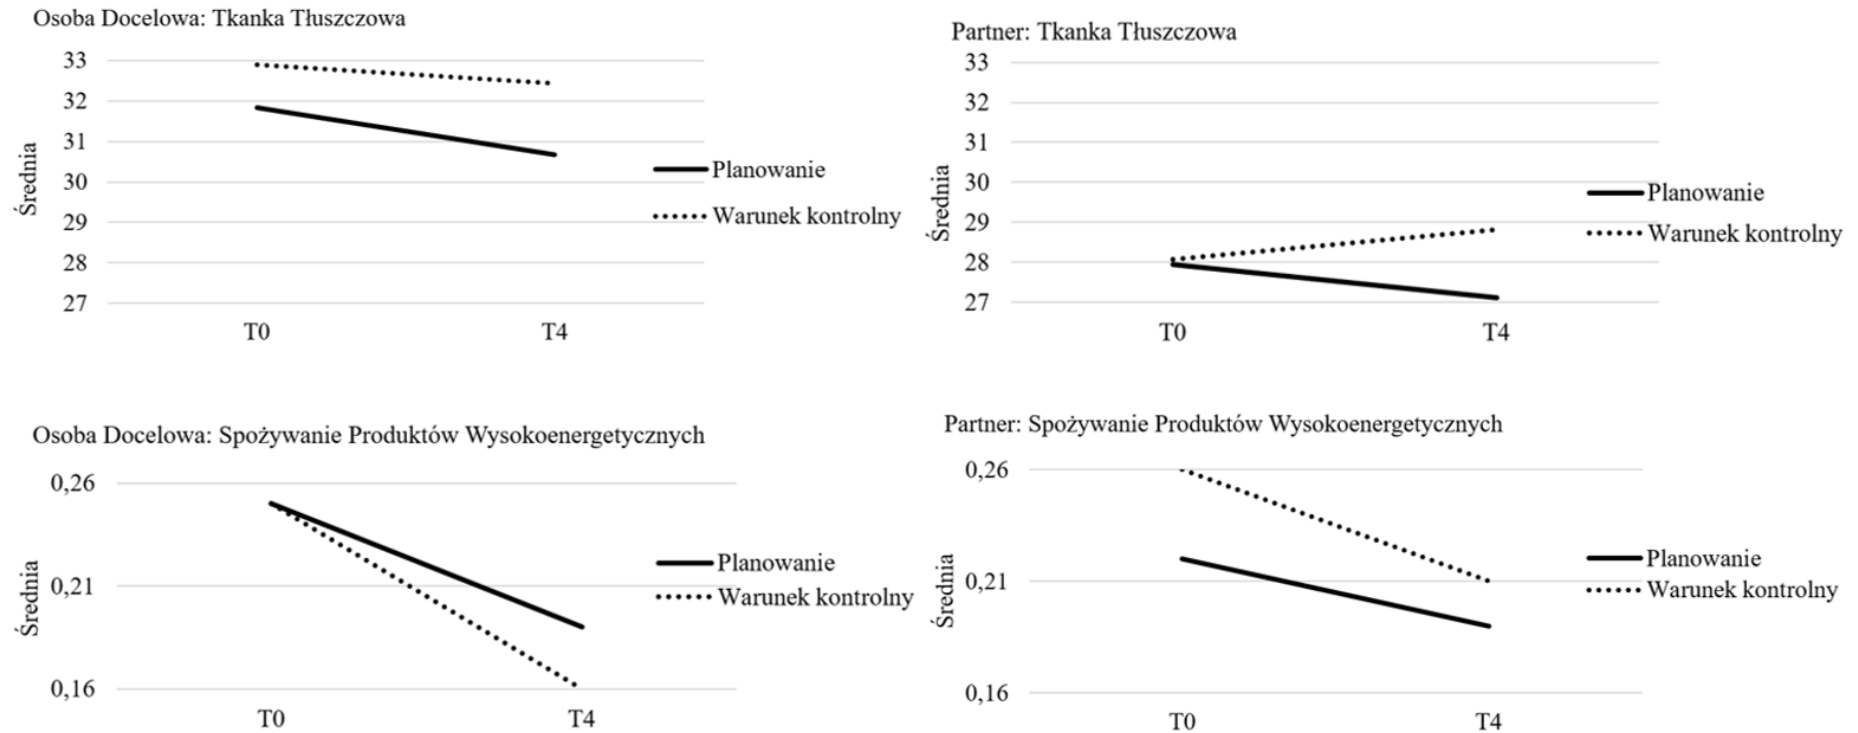 Osoba Docelowa: Tkanka Tłuszczowa
33
32
31
30
29
28
27
Średnia
T0 T4
Planowanie
Warunek kontrolny
Partner: Tkanka Tłuszczowa
33
32
31
30
29
28
27
Średnia
T0 T4
Planowanie
Warunek kontrolny
Osoba Docelowa: Spożywanie Produktów Wysokoenergetycznych
0,26
0,21
0,16
Średnia
T0 T4
Planowanie
Warunek kontrolny
Partner: Spożywanie Produktów Wysokoenergetycznych
0,26
0,21
0,16
Średnia
T0 T4
Planowanie
Warunek kontrolny